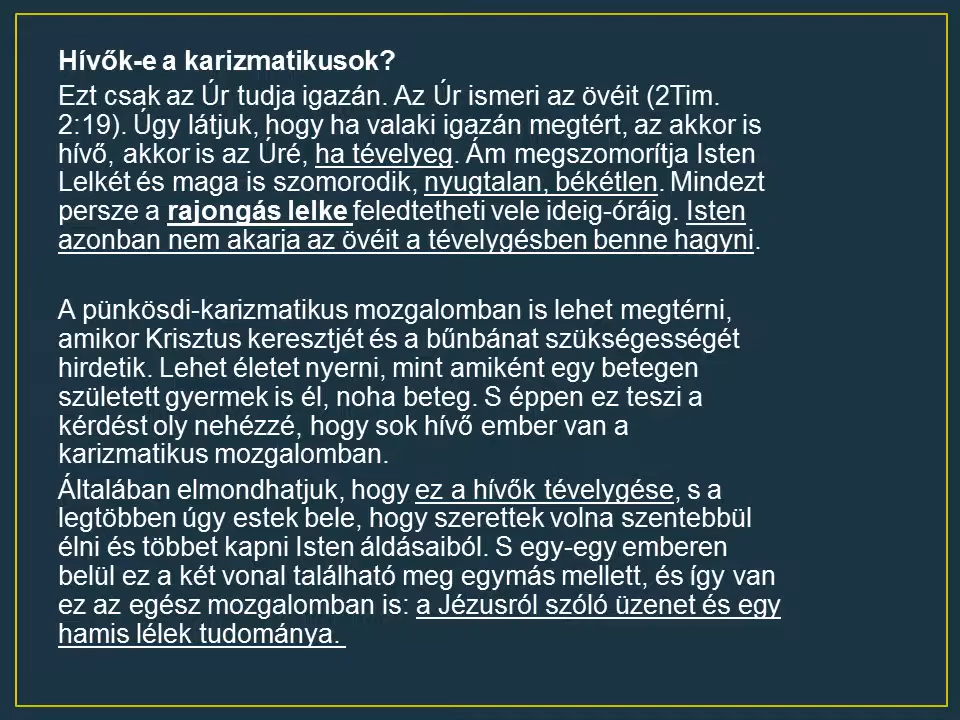 Hívők-e a karizmatikusok?
Ezt csak az Úr tudja igazán. Az Úr ismeri az övéit (2Tim.
2:19). Úgy látjuk, hogy ha valaki igazán megtért, az akkor is
hívő, akkor is az Úré, ha tévelyeg. Ám megszomorítja Isten
Lelkét és maga is szomorodik, nyugtalan, békétlen. Mindezt
persze a rajongás lelke feledtetheti vele ideig-óráig. Isten
azonban nem akarja az övéit a tévelygésben benne hagyni.
A pünkösdi-karizmatikus mozgalomban is lehet megtérni,
amikor Krisztus keresztjét és a bűnbánat szükségességét
hirdetik. Lehet életet nyerni, mint amiként egy betegen
született gyermek is él, noha beteg. S éppen ez teszi a
kérdést oly nehézzé, hogy sok hívő ember van a
karizmatikus mozgalomban.
Általában elmondhatjuk, hogy ez a hívők tévelygése, s a
legtöbben úgy estek bele, hogy szerettek volna szentebbül
élni és többet kapni Isten áldásaiból. S egy-egy emberen
belül ez a két vonal található meg egymás mellett, és így van
ez az egész mozgalomban is: a Jézusról szóló üzenet és egy
hamis lélek tudománya.